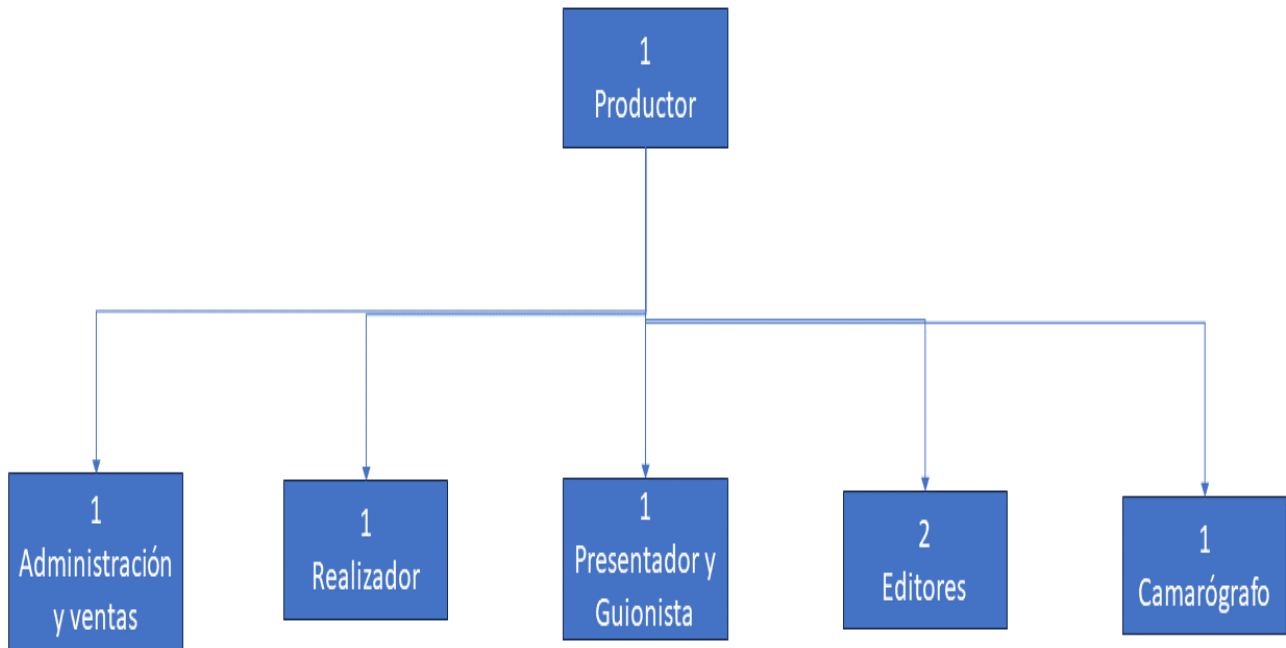 1
Productor
1
Administración
y ventas
1
Realizador
1
Presentador y
Guionista
2
Editores
1
Camarógrafo